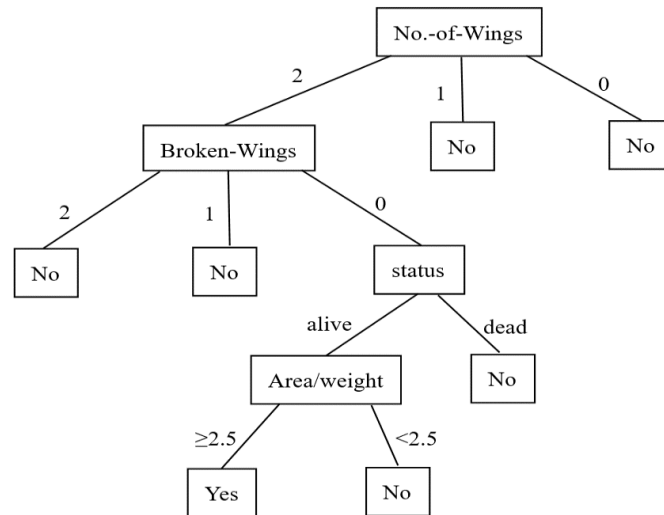 No.-of-Wings
2
1
0
Broken-Wings
No
No
2
1
0
No
No
status
alive
dead
Area/weight
No
≥2.5
<2.5
Yes
No